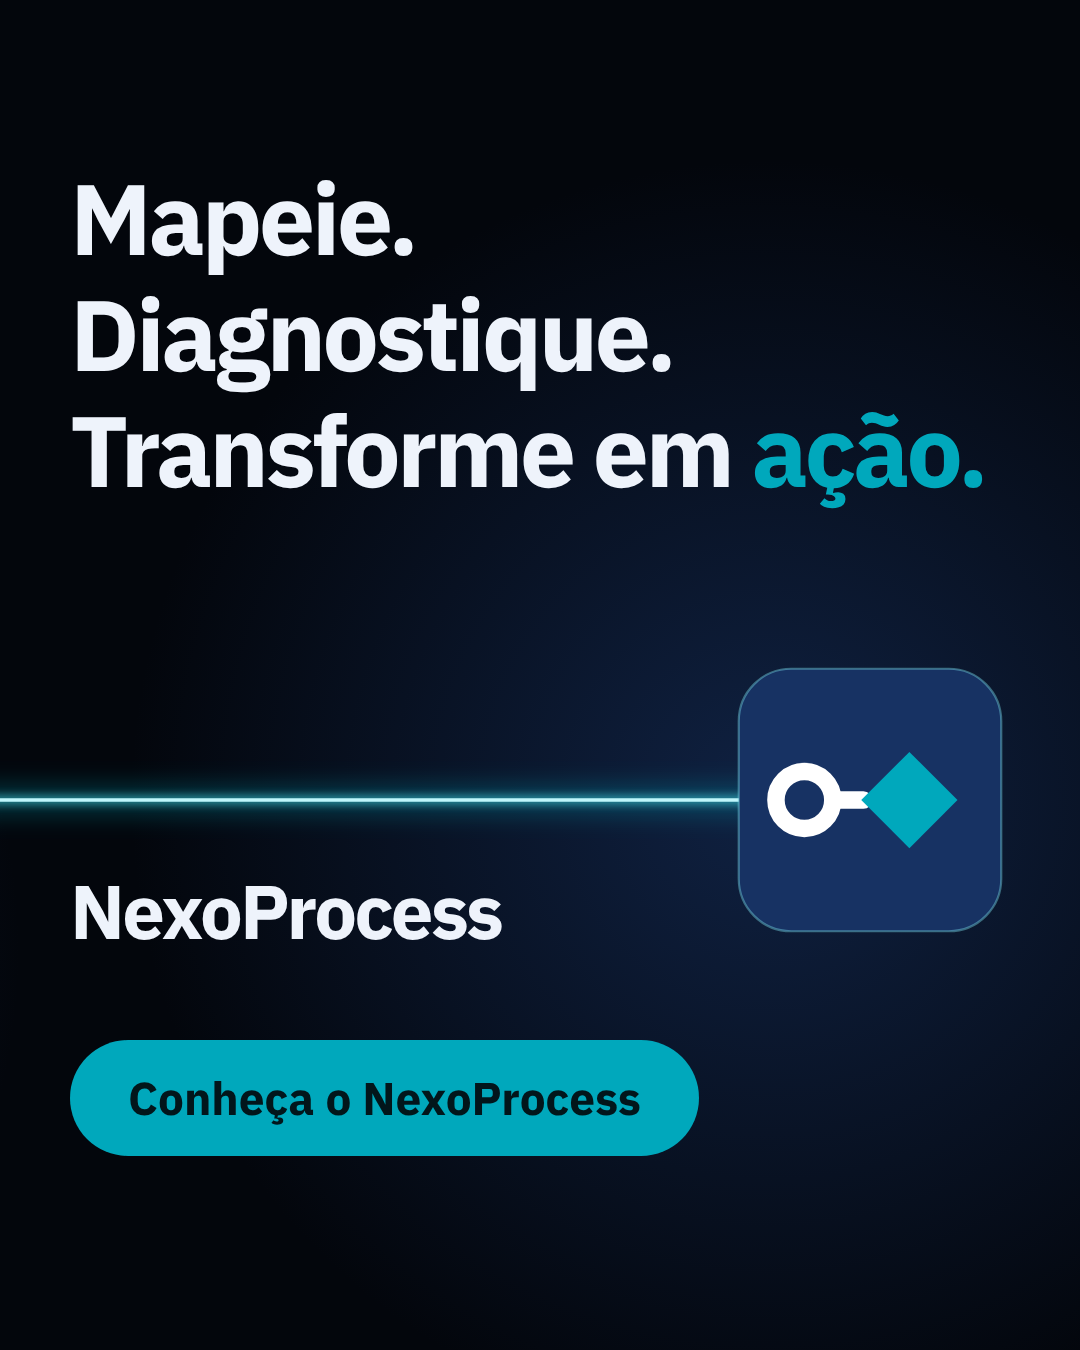 Mapeie.
Diagnostique.
Transforme em ação.
NexoProcess
Conheça o NexoProcess